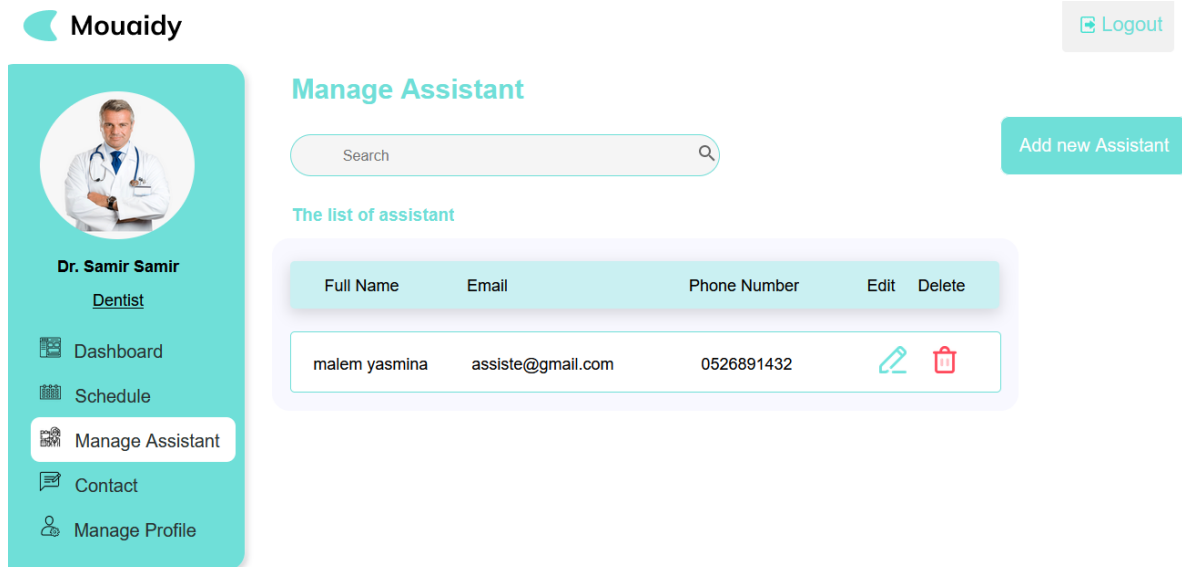 Mouaidy
Logout
Dr. Samir Samir
Dentist
Dashboard
Schedule
Manage Assistant
Contact
Manage Profile
Manage Assistant
Search
Add new Assistant
The list of assistant
Full Name Email Phone Number Edit Delete
malem yasmina assiste@gmail.com 0526891432